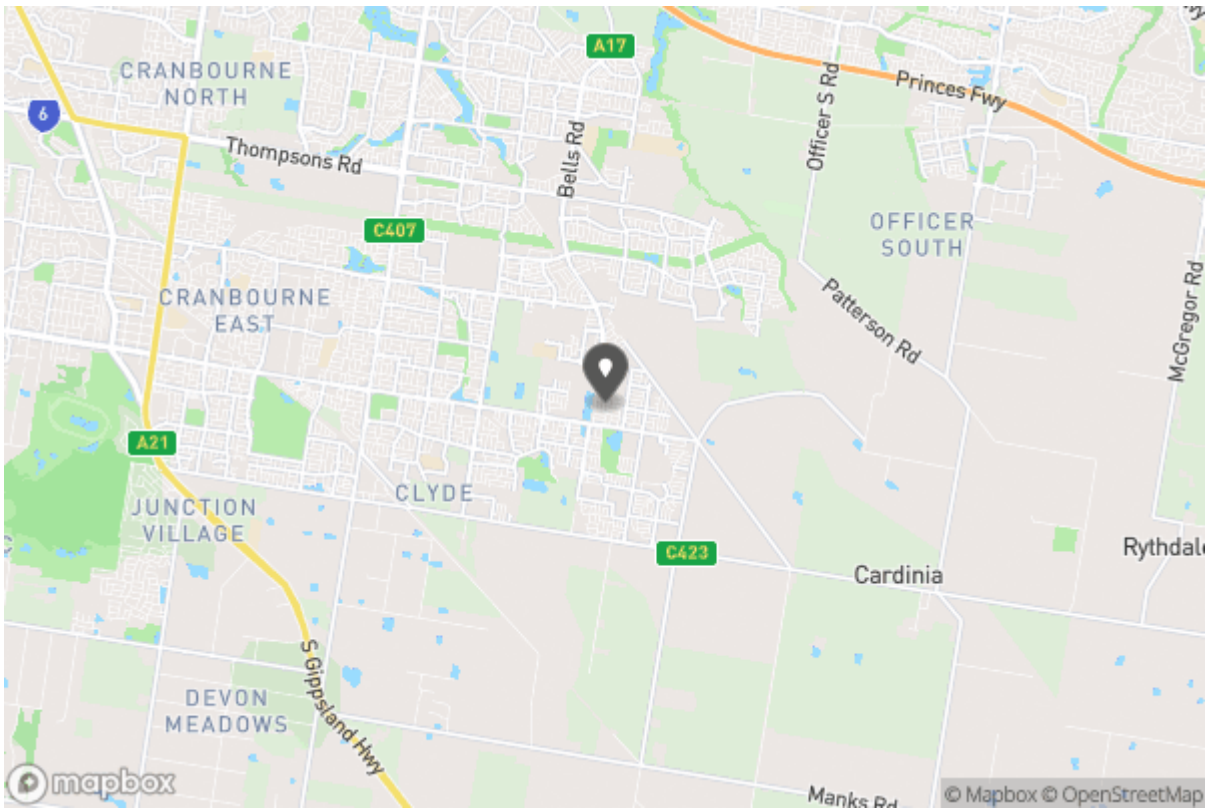 A17
CRANBOURNE
NORTH
6
Princes Fwy
Officer S Rd
Thompsons Rd
Bells Rd
C407
OFFICER
SOUTH
CRANBOURNE
EAST
McGregor Rd
Patterson Rd
A21
CLYDE
JUNCTION
VILLAGE
C423
Rythdale
Cardinia
S Gippsland Hwy
DEVON
MEADOWS
mapbox
Manks Rd
© Mapbox © OpenStreetMap